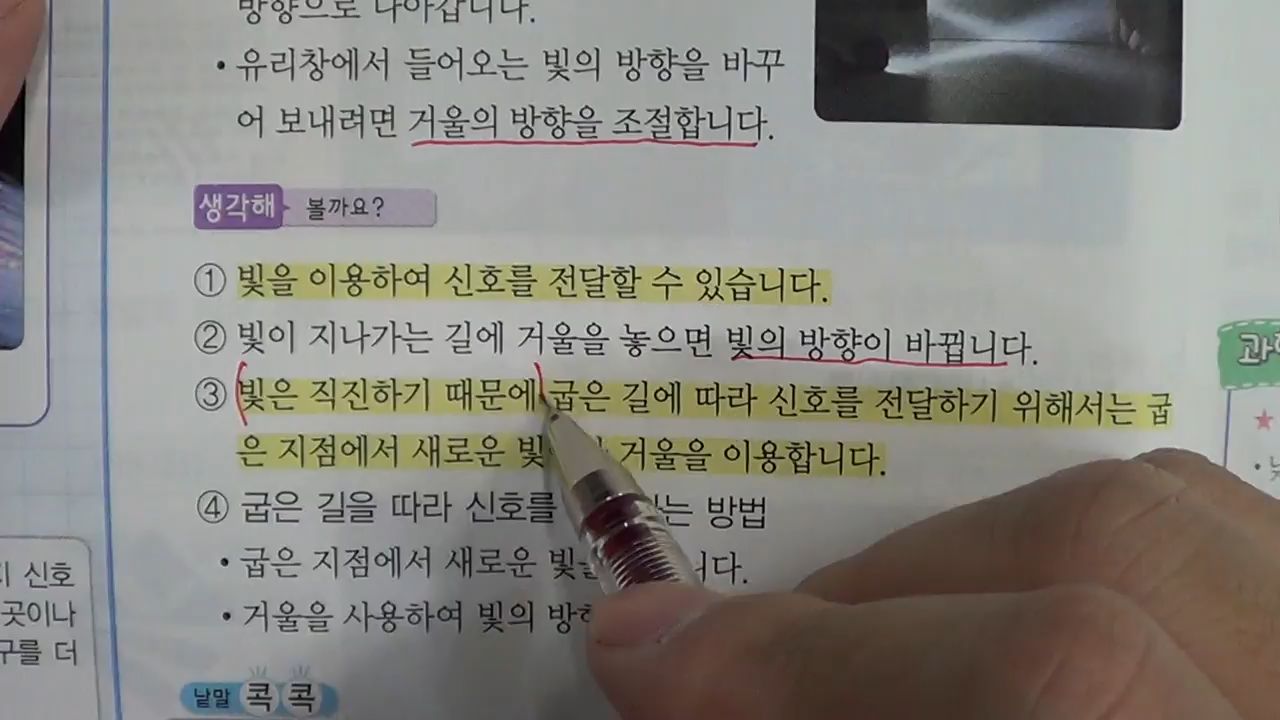 방향으로 나아갑니다.
• 유리창에서 들어오는 빛의 방향을 바꾸
어 보내려면 거울의 방향을 조절합니다.
생각해 볼까요?
① 빛을 이용하여 신호를 전달할 수 있습니다.
② 빛이 지나가는 길에 거울을 놓으면 빛의 방향이 바뀝니다.
③ 빛은 직진하기 때문에 굽은 길에 따라 신호를 전달하기 위해서는 굽
은 지점에서 새로운 거울을 이용합니다.
④ 굽은 길을 따라 신호를 방법
• 굽은 지점에서 새로운 빛을
• 거울을 사용하여 빛의
낱말 콕콕
신호
곳이나
구를 더